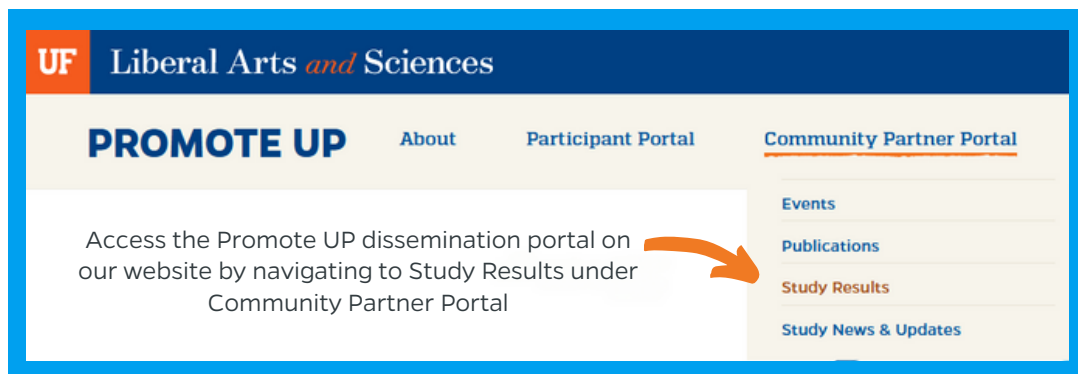 UF Liberal Arts and Sciences
PROMOTE UP About Participant Portal Community Partner Portal
Access the Promote UP dissemination portal on
our website by navigating to Study Results under
Community Partner Portal
Events
Publications
Study Results
Study News & Updates